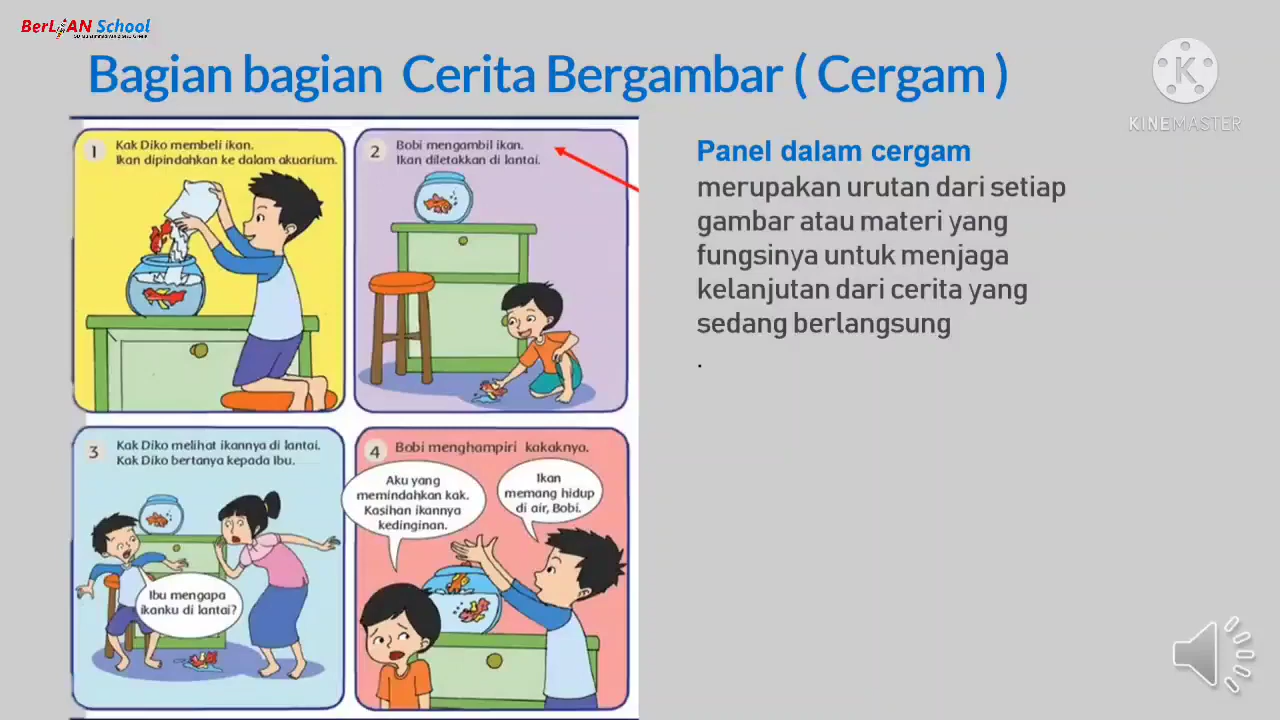 BerLIAN School
Bagian bagian Cerita Bergambar ( Cergam )
KINEMASTER
1
Kak Diko membeli ikan.
Ikan dipindahkan ke dalam akuarium.
2
Bobi mengambil ikan.
Ikan diletakkan di lantai.
3
Kak Diko melihat ikannya di lantai.
Kak Diko bertanya kepada Ibu.
Ibu mengapa
ikanku di lantai?
4
Bobi menghampiri kakaknya.
Aku yang
memindahkan kak.
Kasihan ikannya
kedinginan.
Ikan
memang hidup
di air, Bobi.
Panel dalam cergam
merupakan urutan dari setiap
gambar atau materi yang
fungsinya untuk menjaga
kelanjutan dari cerita yang
sedang berlangsung
.